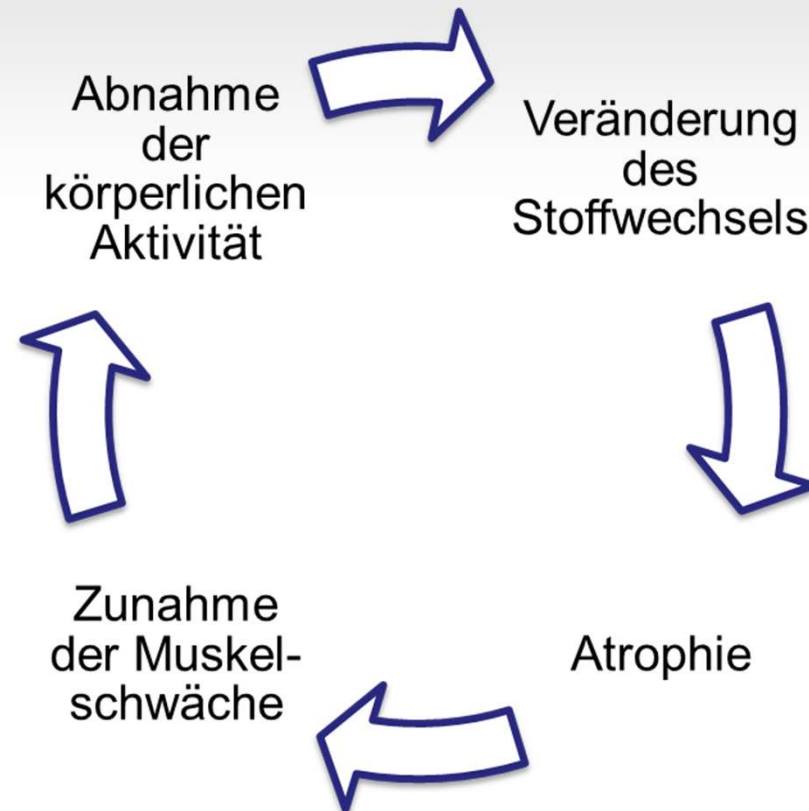 Abnahme
der
körperlichen
Aktivität
Veränderung
des
Stoffwechsels
Atrophie
Zunahme
der Muskel-
schwäche